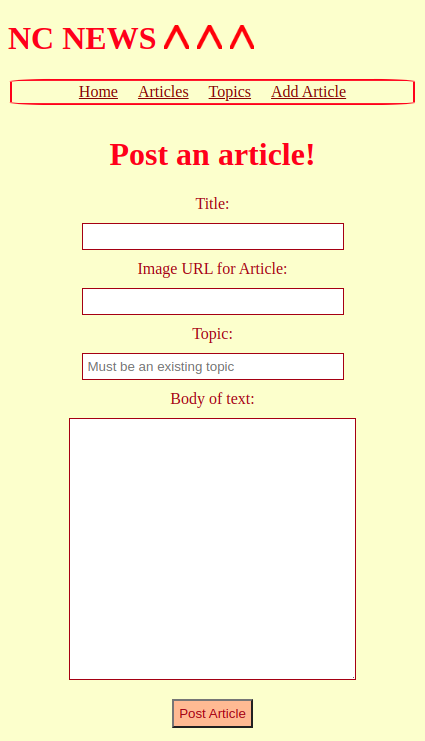 NC NEWS ⋀ ⋀ ⋀
Home Articles Topics Add Article
Post an article!
Title:
Image URL for Article:
Topic:
Must be an existing topic
Body of text:
Post Article